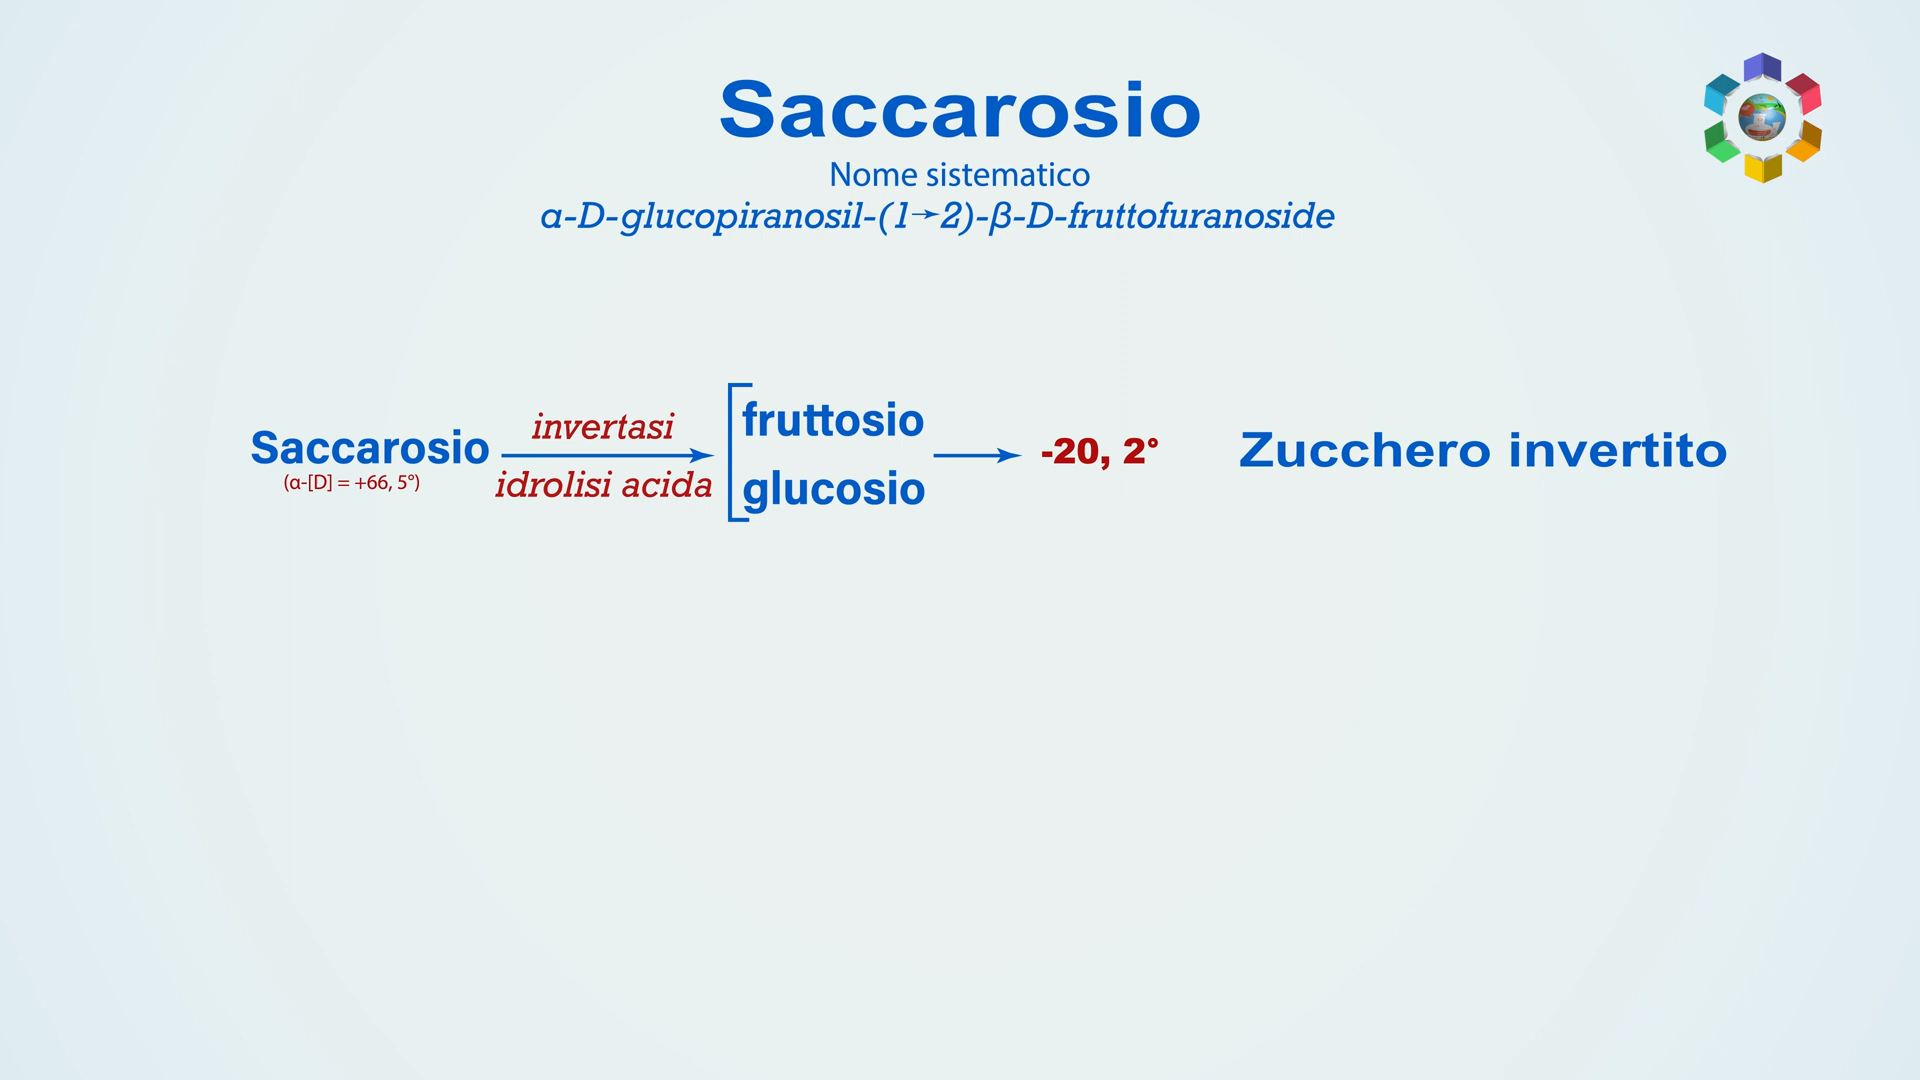 Saccarosio
Nome sistematico
α-D-glucopiranosil-(1→2)-β-D-fruttofuranoside
Saccarosio
(α-[D] = +66, 5°)
invertasi
idrolisi acida
fruttosio
glucosio
-20, 2°
Zucchero invertito